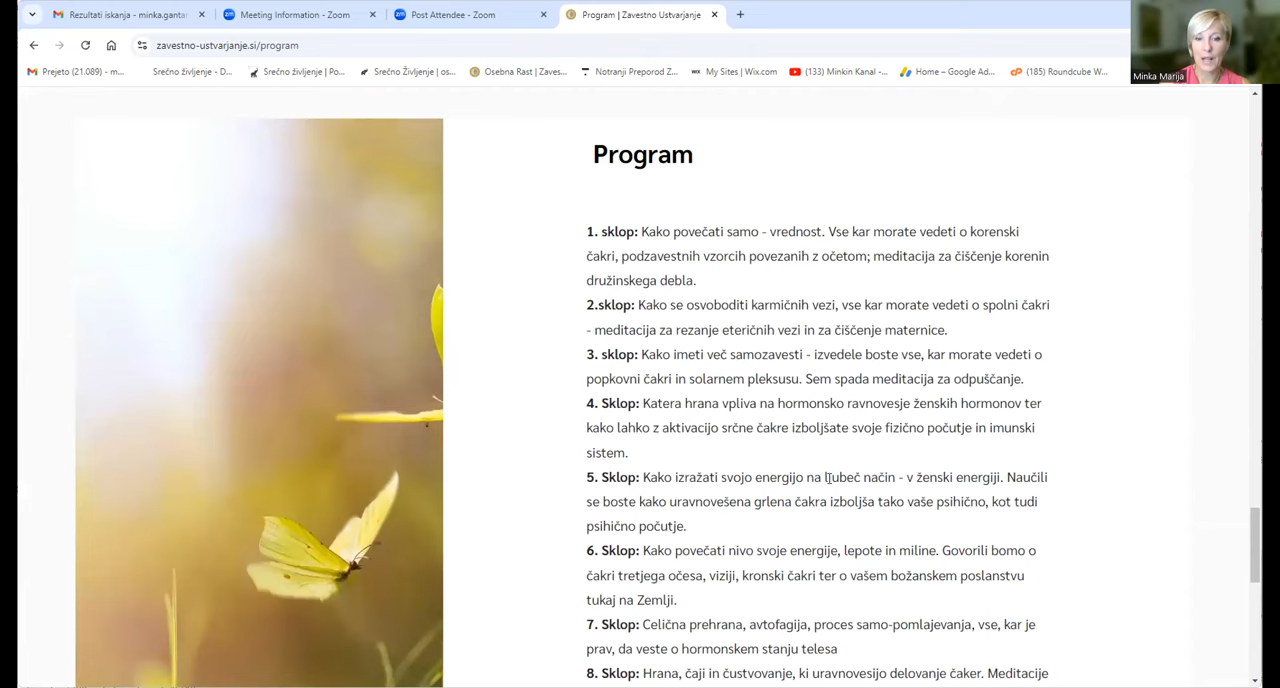 Rezultati iskanja - minka.ganta
Meeting Information - Zoom
Post Attendee - Zoom
Program | Zavestno Ustvarjanje
zavestno-ustvarjanje.si/program
Prejeto (21.089) - m...
Srečno življenje - D...
Srečno življenje | Po...
Srečno Življenje | os...
Osebna Rast | Zaves...
Notranji Preporod Z...
My Sites | Wix.com
(133) Minkin Kanal -...
Home – Google Ad...
(185) Roundcube W...
Minka Marija
Program
1. sklop: Kako povečati samo - vrednost. Vse kar morate vedeti o korenski
čakri, podzavestnih vzorcih povezanih z očetom; meditacija za čiščenje korenin
družinskega debla.
2.sklop: Kako se osvoboditi karmičnih vezi, vse kar morate vedeti o spolni čakri
- meditacija za rezanje eteričnih vezi in za čiščenje maternice.
3. sklop: Kako imeti več samozavesti - izvedele boste vse, kar morate vedeti o
popkovni čakri in solarnem pleksusu. Sem spada meditacija za odpuščanje.
4. Sklop: Katera hrana vpliva na hormonsko ravnovesje ženskih hormonov ter
kako lahko z aktivacijo srčne čakre izboljšate svoje fizično počutje in imunski
sistem.
5. Sklop: Kako izražati svojo energijo na ljubeč način - v ženski energiji. Naučili
se boste kako uravnovešena grlena čakra izboljša tako vaše psihično, kot tudi
psihično počutje.
6. Sklop: Kako povečati nivo svoje energije, lepote in miline. Govorili bomo o
čakri tretjega očesa, viziji, kronski čakri ter o vašem božanskem poslanstvu
tukaj na Zemlji.
7. Sklop: Celična prehrana, avtofagija, proces samo-pomlajevanja, vse, kar je
prav, da veste o hormonskem stanju telesa
8. Sklop: Hrana, čaji in čustvovanje, ki uravnovesijo delovanje čaker. Meditacije